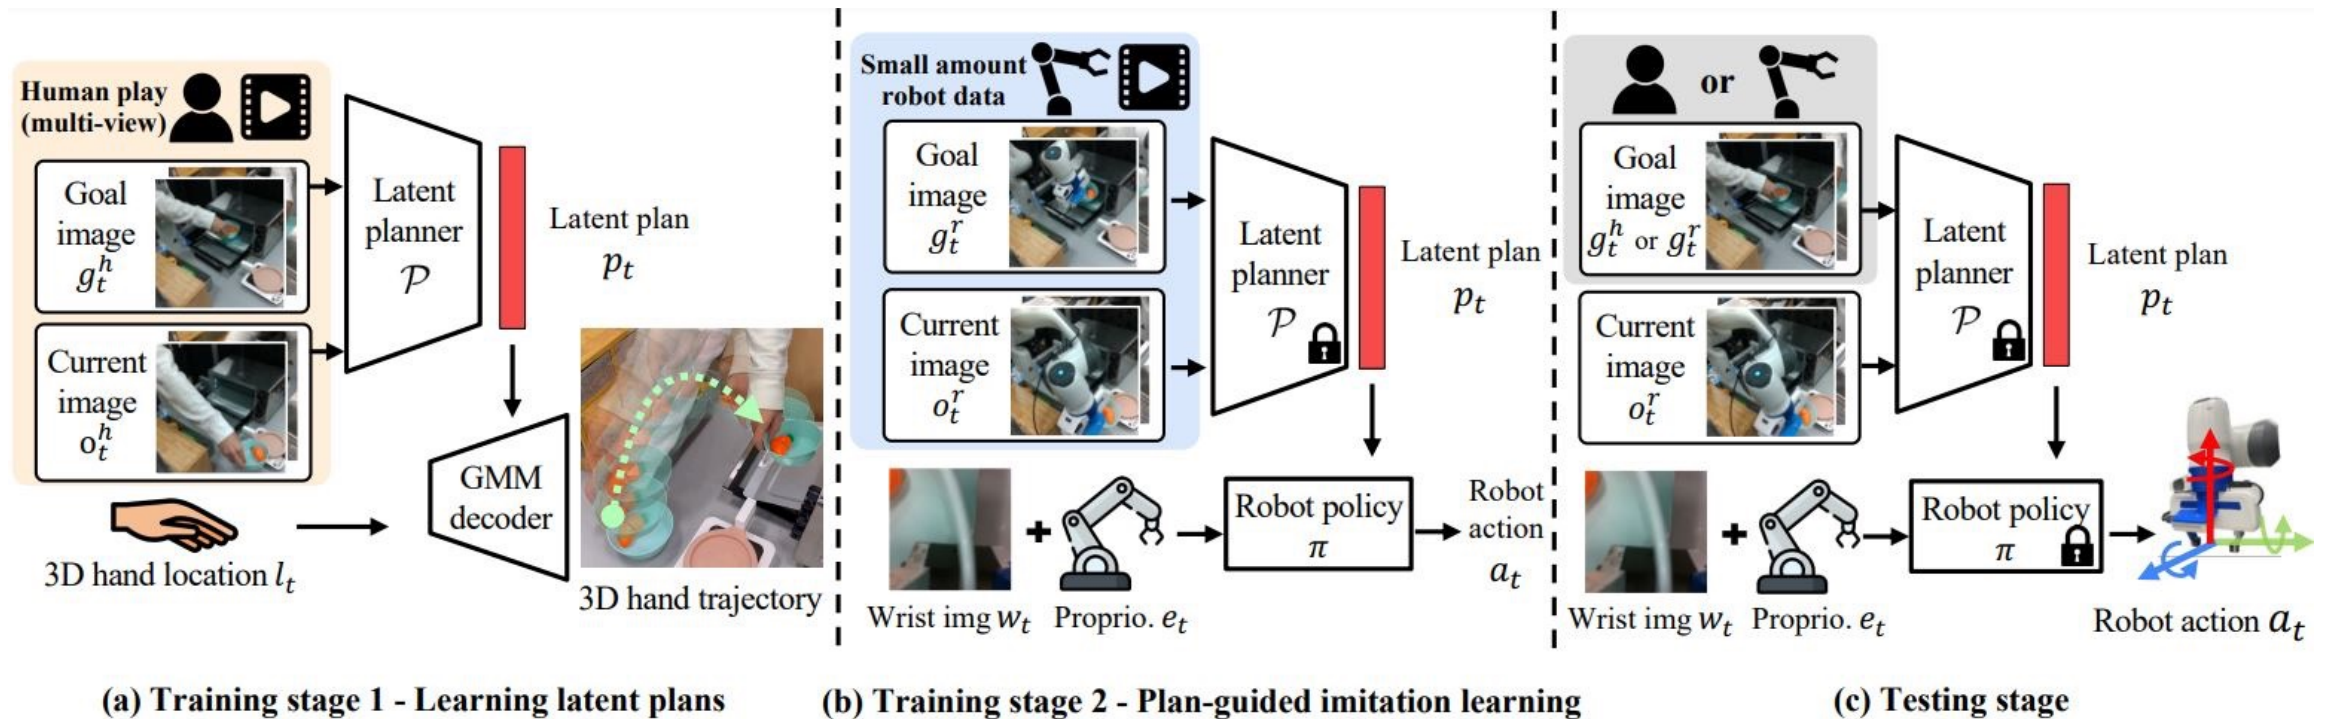 Human play
(multi-view)
Goal
image
g_t^h
Current
image
o_t^h
3D hand location l_t
Latent
planner
𝒫
Latent plan
p_t
GMM
decoder
3D hand trajectory
(a) Training stage 1 - Learning latent plans
Small amount
robot data
Goal
image
g_t^r
Current
image
o_t^r
Latent
planner
𝒫
Latent plan
p_t
+
Wrist img w_t
Proprio. e_t
Robot policy
π
Robot
action
a_t
(b) Training stage 2 - Plan-guided imitation learning
or
Goal
image
g_t^h or g_t^r
Current
image
o_t^r
Latent
planner
𝒫
Latent plan
p_t
+
Wrist img w_t
Proprio. e_t
Robot policy
π
Robot action a_t
(c) Testing stage